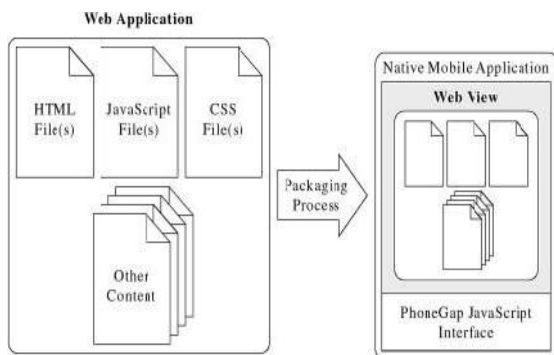 Web Application
HTML
File(s)
JavaScript
File(s)
CSS
File(s)
Other
Content
Packaging
Process
Native Mobile Application
Web View
PhoneGap JavaScript
Interface